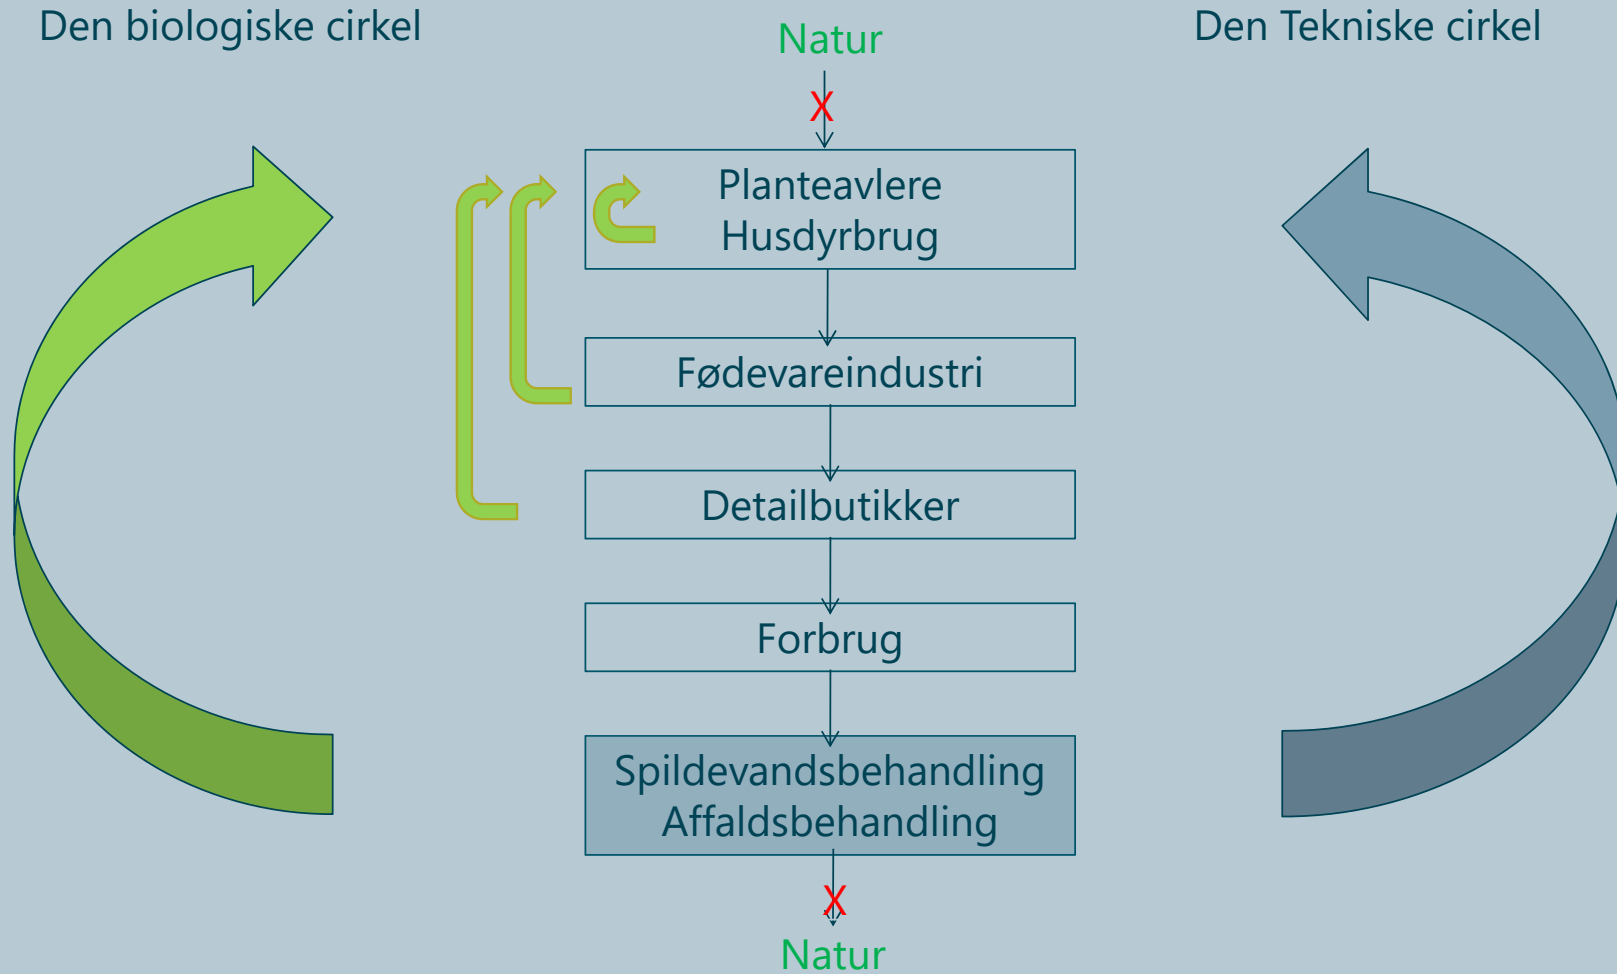 Den biologiske cirkel
Natur
Den Tekniske cirkel
X
Planteavlere
Husdyrbrug
Fødevareindustri
Detailbutikker
Forbrug
Spildevandsbehandling
Affaldsbehandling
X
Natur